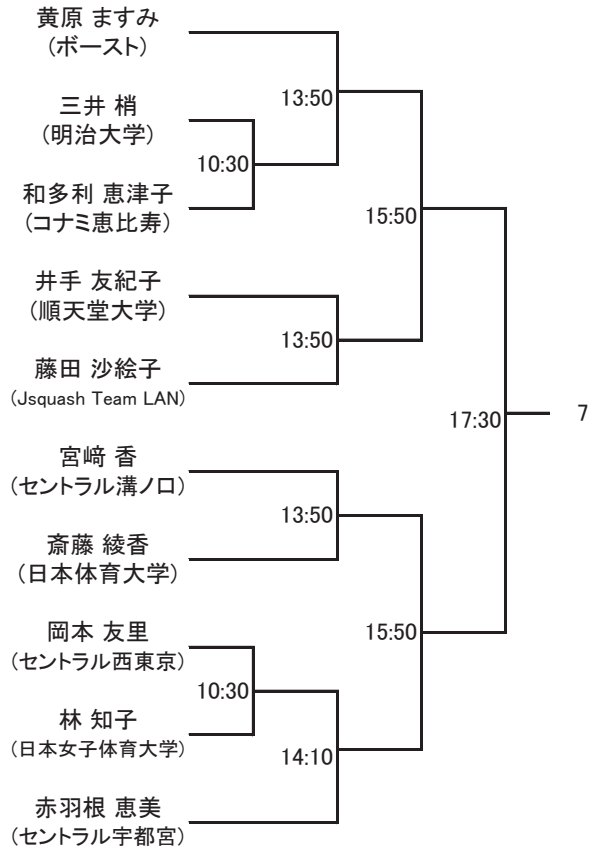 黄原 ますみ
(ボースト)
13:50
三井 梢
(明治大学)
10:30
和多利 恵津子
(コナミ恵比寿)
15:50
井手 友紀子
(順天堂大学)
13:50
藤田 沙絵子
(Jsquash Team LAN)
17:30
7
宮﨑 香
(セントラル溝ノ口)
13:50
斎藤 綾香
(日本体育大学)
岡本 友里
(セントラル西東京)
15:50
10:30
林 知子
(日本女子体育大学)
14:10
赤羽根 恵美
(セントラル宇都宮)